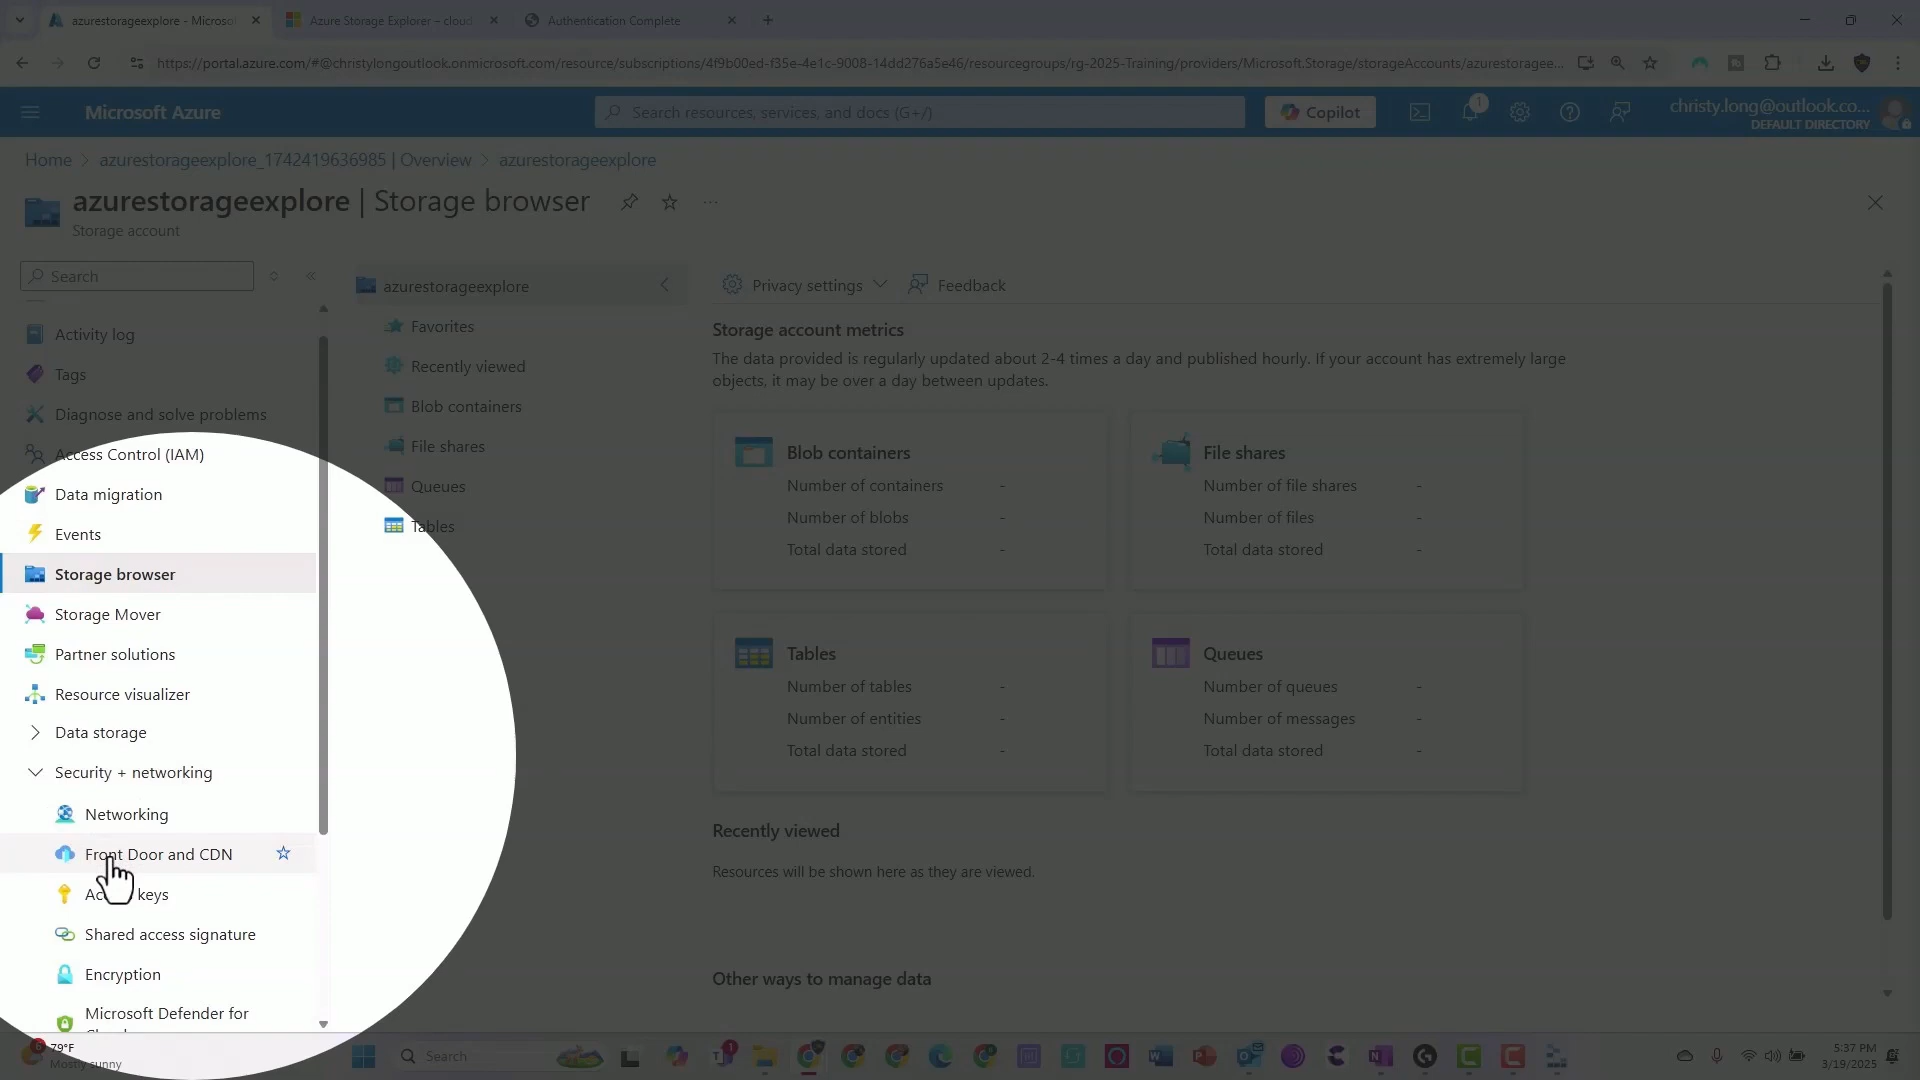 azurestorageexplore - Microso
Azure Storage Explorer – cloud
Authentication Complete
https://portal.azure.com/#@christylongoutlook.onmicrosoft.com/resource/subscriptions/4f9b00ed-f35e-4e1c-9008-14dd276a5e46/resourcegroups/rg-2025-Training/providers/Microsoft.Storage/storageAccounts/azurestoragee...
Microsoft Azure
Search resources, services, and docs (G+/)
Copilot
1
christy.long@outlook.co...
DEFAULT DIRECTORY
Home > azurestorageexplore_1742419636985 | Overview > azurestorageexplore
azurestorageexplore | Storage browser
Storage account
Search
Activity log
Tags
Diagnose and solve problems
Access Control (IAM)
Data migration
Events
Storage browser
Storage Mover
Partner solutions
Resource visualizer
Data storage
Security + networking
Networking
Front Door and CDN
keys
Shared access signature
Encryption
Microsoft Defender for
azurestorageexplore
Favorites
Recently viewed
Blob containers
File shares
Queues
Tables
Privacy settings
Feedback
Storage account metrics
The data provided is regularly updated about 2-4 times a day and published hourly. If your account has extremely large
objects, it may be over a day between updates.
Blob containers
Number of containers -
Number of blobs -
Total data stored -
File shares
Number of file shares -
Number of files -
Total data stored -
Tables
Number of tables -
Number of entities -
Total data stored -
Queues
Number of queues -
Number of messages -
Total data stored -
Recently viewed
Resources will be shown here as they are viewed.
Other ways to manage data
79°F
Mostly sunny
Search
1
5:37 PM
3/19/2025